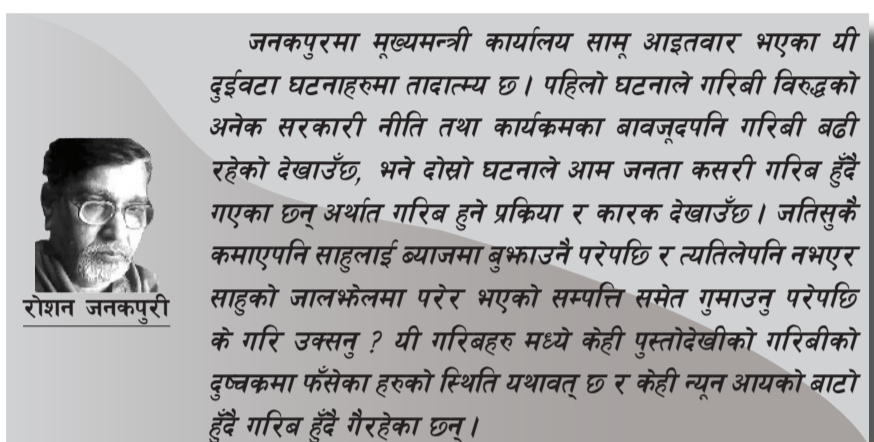 जनकपुरमा मूख्यमन्त्री कार्यालय सामू आइतवार भएका यी
दुईवटा घटनाहरुमा तादात्म्य छ। पहिलो घटनाले गरिबी विरुद्धको
अनेक सरकारी नीति तथा कार्यक्रमका बावजूदपनि गरिबी बढी
रहेको देखाउँछ, भने दोस्रो घटनाले आम जनता कसरी गरिब हुँदै
गएका छन् अर्थात गरिब हुने प्रक्रिया र कारक देखाउँछ। जतिसुकै
कमाएपनि साहुलाई ब्याजमा बुझाउनै परेपछि र त्यतिलेपनि नभएर
साहुको जालझेलमा परेर भएको सम्पत्ति समेत गुमाउनु परेपछि
के गरि उक्सनु ? यी गरिबहरु मध्ये केही पुस्तोदेखीको गरिबीको
दुष्चक्रमा फँसेका हरुको स्थिति यथावत् छ र केही न्यून आयको बाटो
हुँदै गरिब हुँदै गैरहेका छन्।
रोशन जनकपुरी